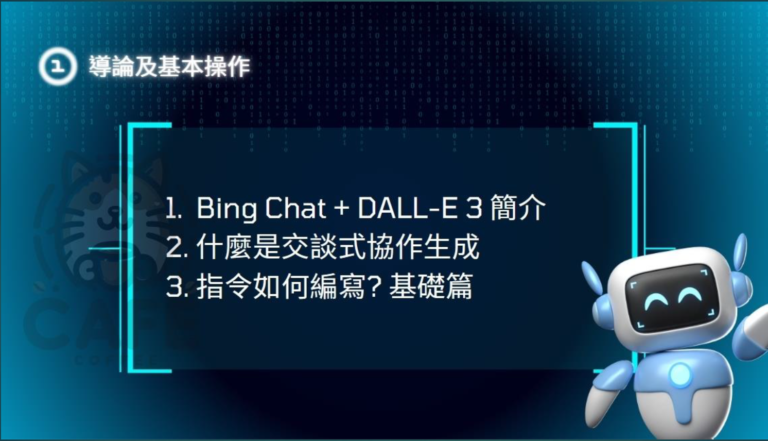 1 導論及基本操作
1. Bing Chat + DALL-E 3 簡介
2. 什麼是交談式協作生成
3. 指令如何編寫? 基礎篇
CAFE